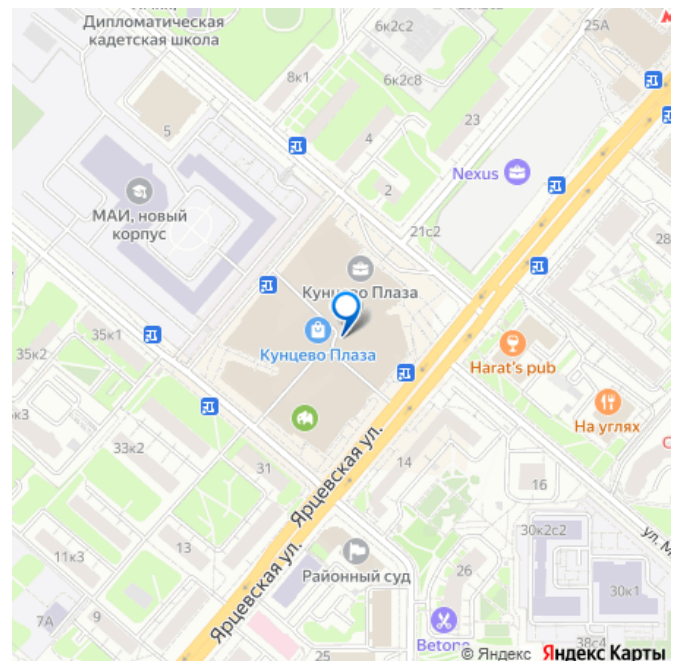 Дипломатическая
кадетская школа
6к2с2
25А
8к1
6к2с8
5
4
23
2
Nexus
МАИ, новый
корпус
21с2
28
Кунцево Плаза
Кунцево Плаза
35к1
35к2
Harat's pub
На углях
33к2
31
Ярцевская ул.
14
16
30к2с2
ул. М
11к3
13
Районный суд
26
30к1
7А
9
Ярцевская ул.
25
38с4
© Яндекс Яндекс Карты